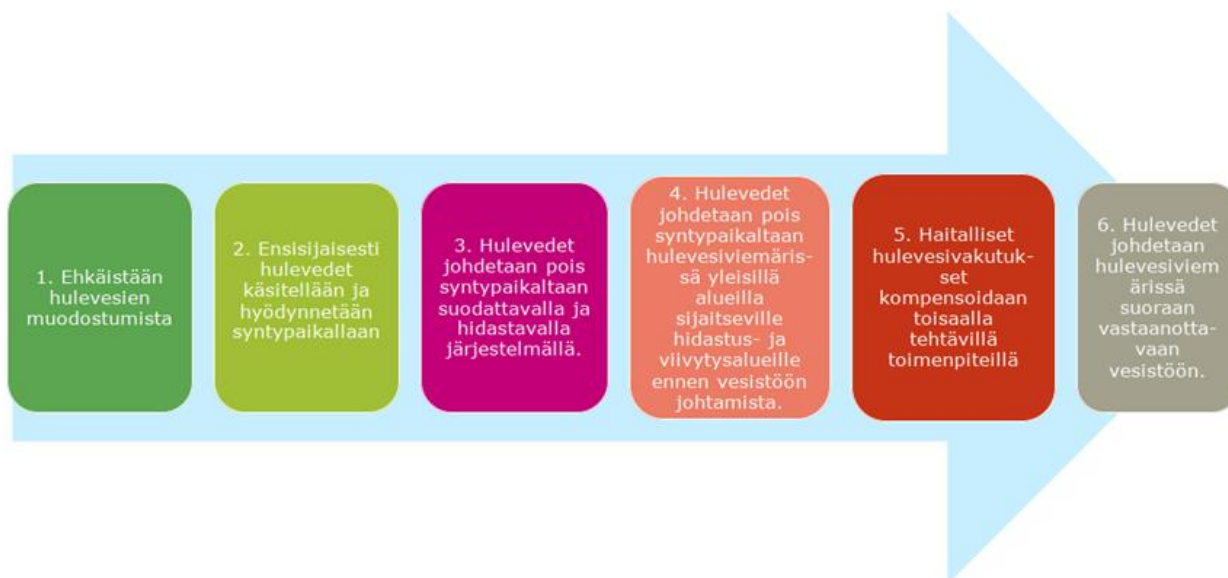 1. Ehkäistään
hulevesien
muodostumista
2. Ensisijaisesti
hulevedet
käsitellään ja
hyödynnetään
syntypaikallaan
3. Hulevedet
johdetaan pois
syntypaikaltaan
suodattavalla ja
hidastavalla
järjestelmällä.
4. Hulevedet
johdetaan pois
syntypaikaltaan
hulevesiviemäris-
sä yleisillä
alueilla
sijaitseville
hidastus- ja
viivytysalueille
ennen vesistöön
johtamista.
5. Haitalliset
hulevesivakutuk-
set
kompensoidaan
toisaalla
tehtävillä
toimenpiteillä
6. Hulevedet
johdetaan
hulevesiviem
ärissä
suoraan
vastaanotta-
vaan
vesistöön.